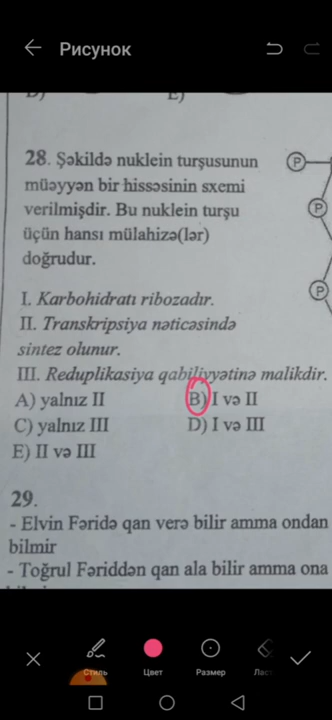 Рисунок
D)
E)
28. Şəkildə nuklein turşusunun
müəyyən bir hissəsinin sxemi
verilmişdir. Bu nuklein turşu
üçün hansı mülahizə(lər)
doğrudur.
P
P
P
I. Karbohidratı ribozadır.
II. Transkripsiya nəticəsində
sintez olunur.
III. Reduplikasiya qabiliyyətinə malikdir.
A) yalnız II
B) I və II
C) yalnız III
D) I və III
E) II və III
29.
- Elvin Fəridə qan verə bilir amma ondan
bilmir
- Toğrul Fəriddən qan ala bilir amma ona
Стиль
Цвет
Размер
Ласт